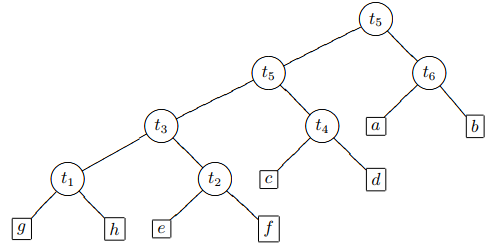 t₅
t₅ t₆
t₃ t₄ a b
t₁ t₂ c d
g h e f